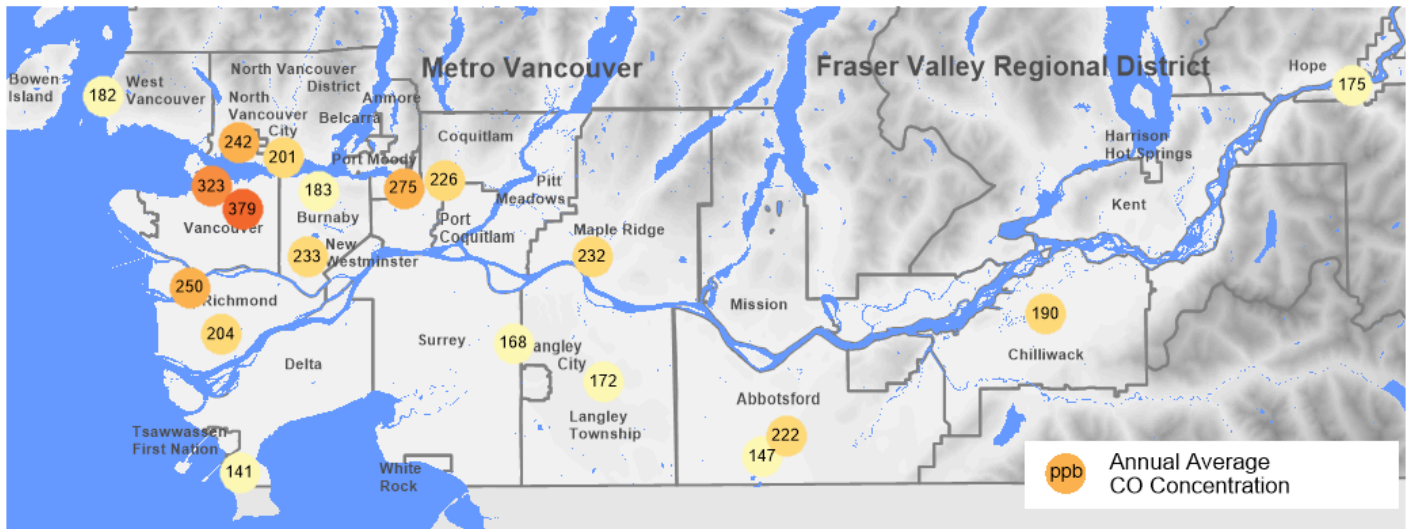 Metro Vancouver
Fraser Valley Regional District
Bowen
Island
182
West
Vancouver
North Vancouver
District
North
Vancouver
City
Anmore
Belcarra
Coquitlam
Hope
175
242
201
Port Moody
Harrison
Hot Springs
323
379
183
275
226
Pitt
Meadows
Kent
Vancouver
Burnaby
Port
Coquitlam
Maple Ridge
233
New
Westminster
232
250
Richmond
204
Mission
190
Chilliwack
Delta
Surrey
168
angley
City
172
Abbotsford
Langley
Township
222
147
Tsawwassen
First Nation
141
White
Rock
ppb
Annual Average
CO Concentration